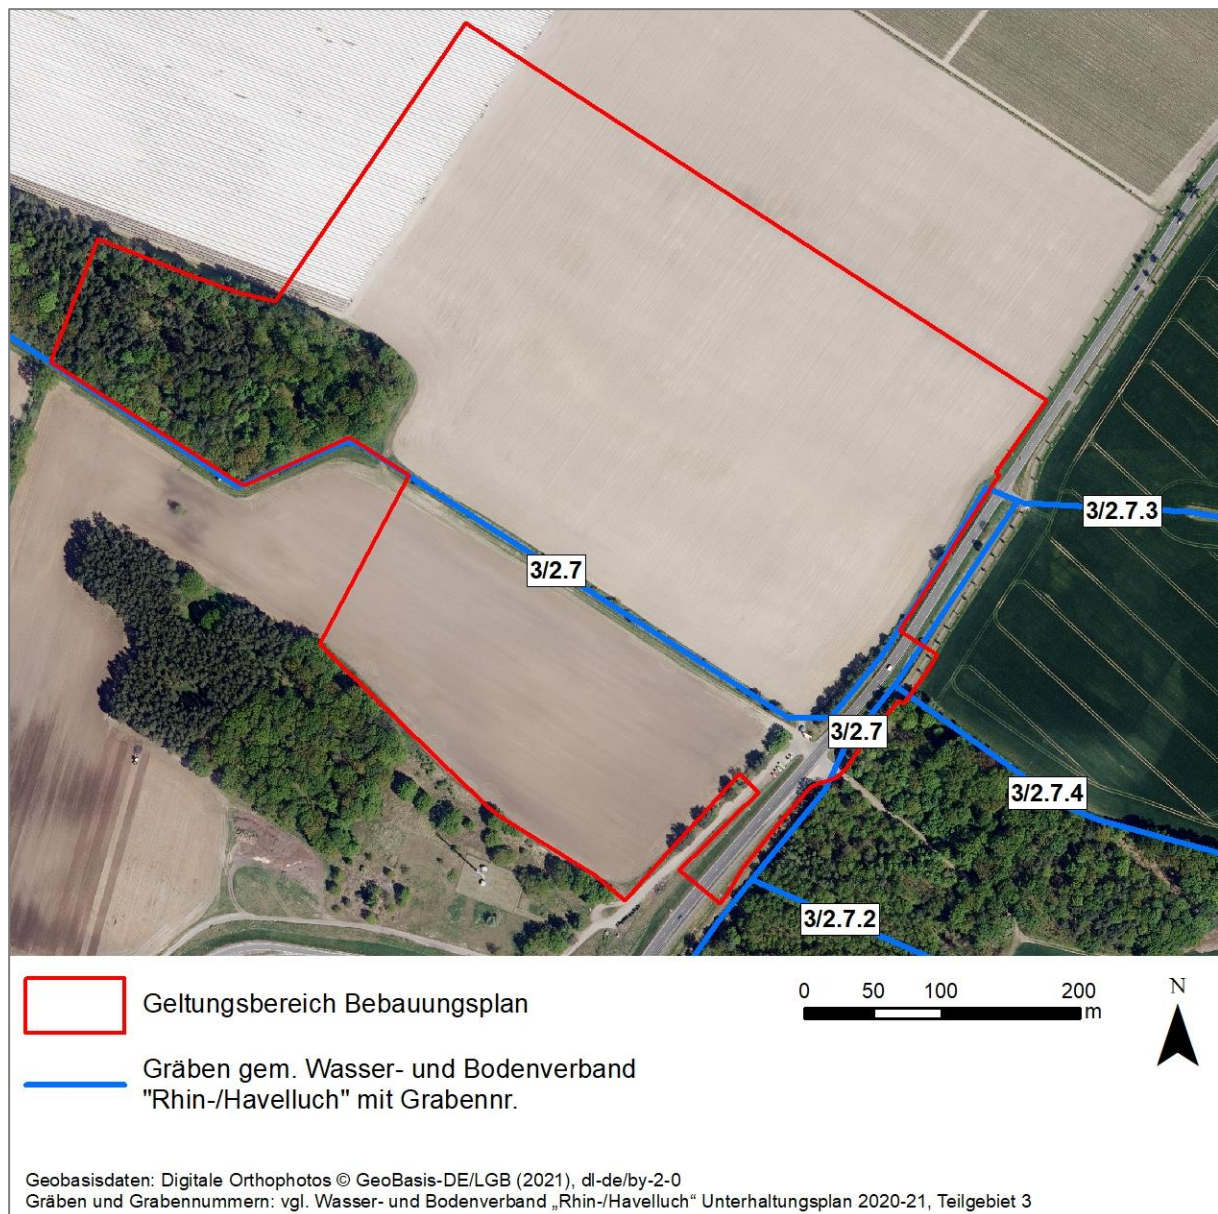 3/2.7.3
3/2.7
3/2.7
3/2.7.4
3/2.7.2
Geltungsbereich Bebauungsplan
Gräben gem. Wasser- und Bodenverband
"Rhin-/Havelluch" mit Grabennr.
0 50 100 200
m
N
Geobasisdaten: Digitale Orthophotos © GeoBasis-DE/LGB (2021), dl-de/by-2-0
Gräben und Grabennummern: vgl. Wasser- und Bodenverband „Rhin-/Havelluch“ Unterhaltungsplan 2020-21, Teilgebiet 3